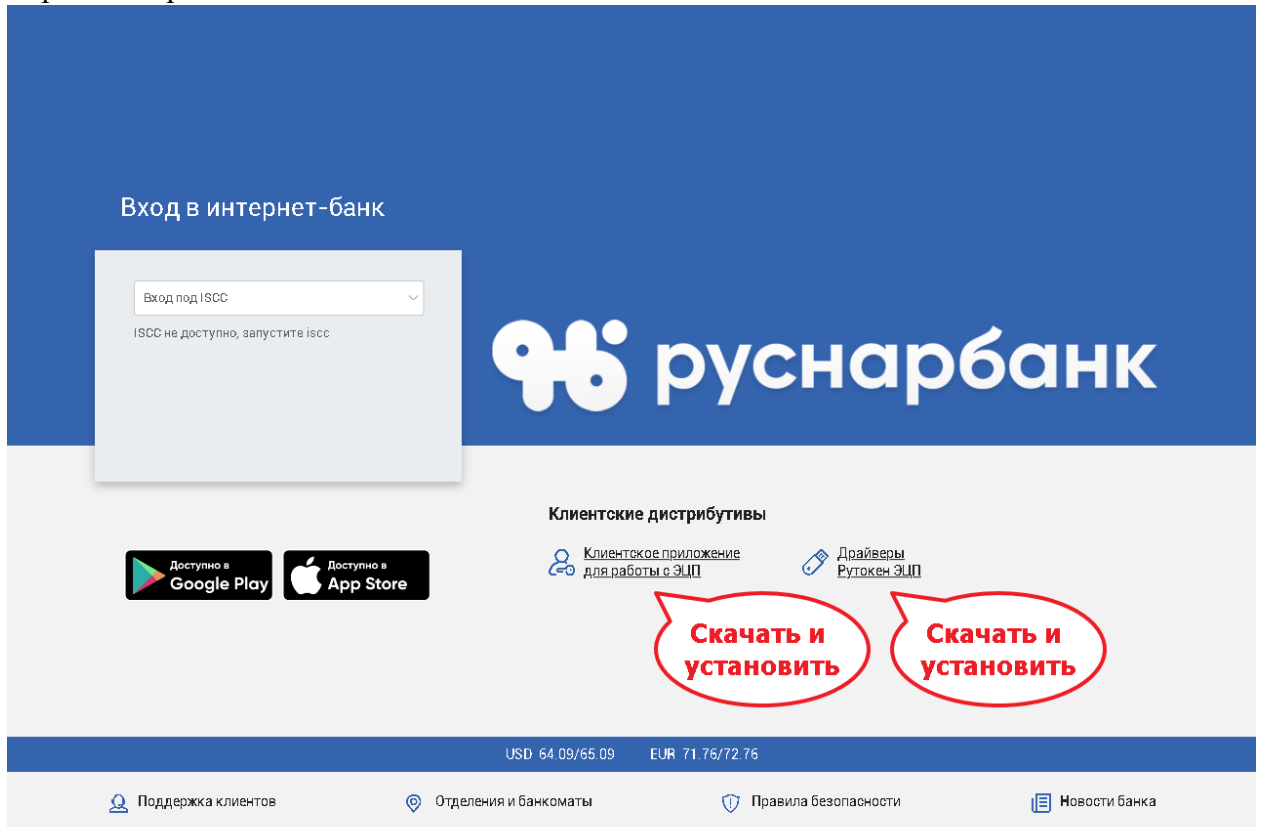 Вход в интернет-банк
Вход под ISCC
ISCC не доступно, запустите iscc
руснарбанк
Клиентские дистрибутивы
Клиентское приложение
для работы с ЭЦП
Драйверы
Рутокен ЭЦП
Доступно в
Google Play
Доступно в
App Store
Скачать и
установить
Скачать и
установить
USD 64.09/65.09 EUR 71.76/72.76
Поддержка клиентов
Отделения и банкоматы
Правила безопасности
Новости банка